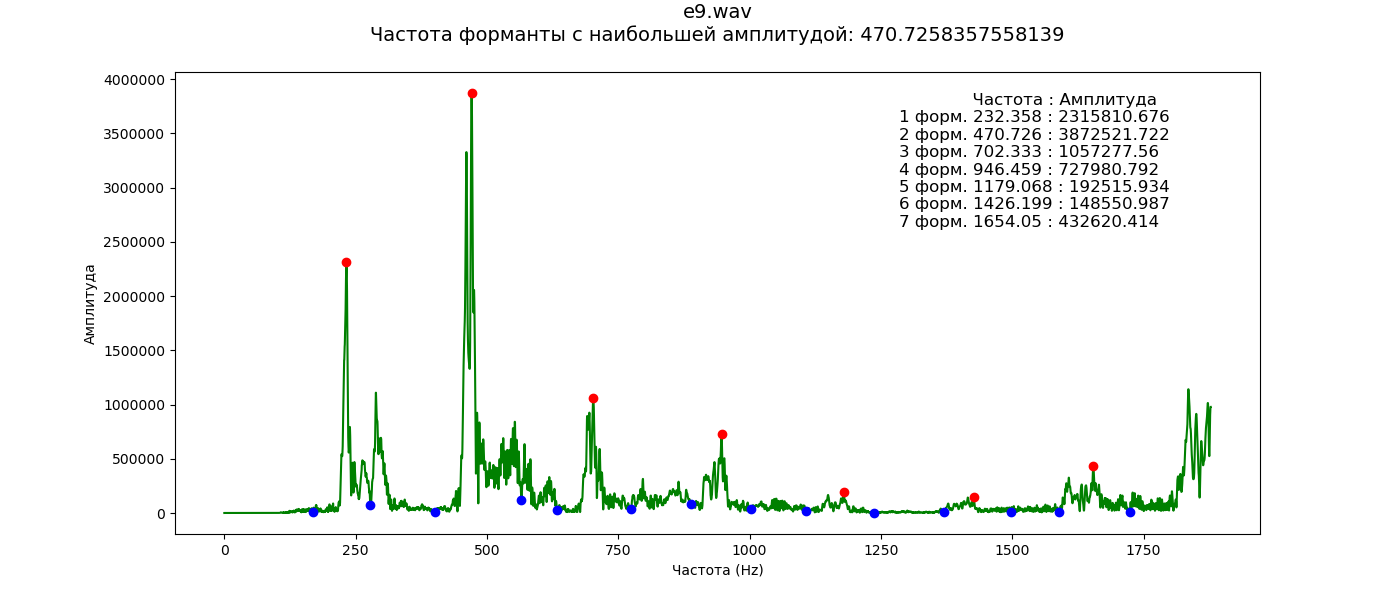 e9.wav
Частота форманты с наибольшей амплитудой: 470.7258357558139
Частота : Амплитуда
1 форм. 232.358 : 2315810.676
2 форм. 470.726 : 3872521.722
3 форм. 702.333 : 1057277.56
4 форм. 946.459 : 727980.792
5 форм. 1179.068 : 192515.934
6 форм. 1426.199 : 148550.987
7 форм. 1654.05 : 432620.414
Амплитуда
4000000
3500000
3000000
2500000
2000000
1500000
1000000
500000
0
0 250 500 750 1000 1250 1500 1750
Частота (Hz)